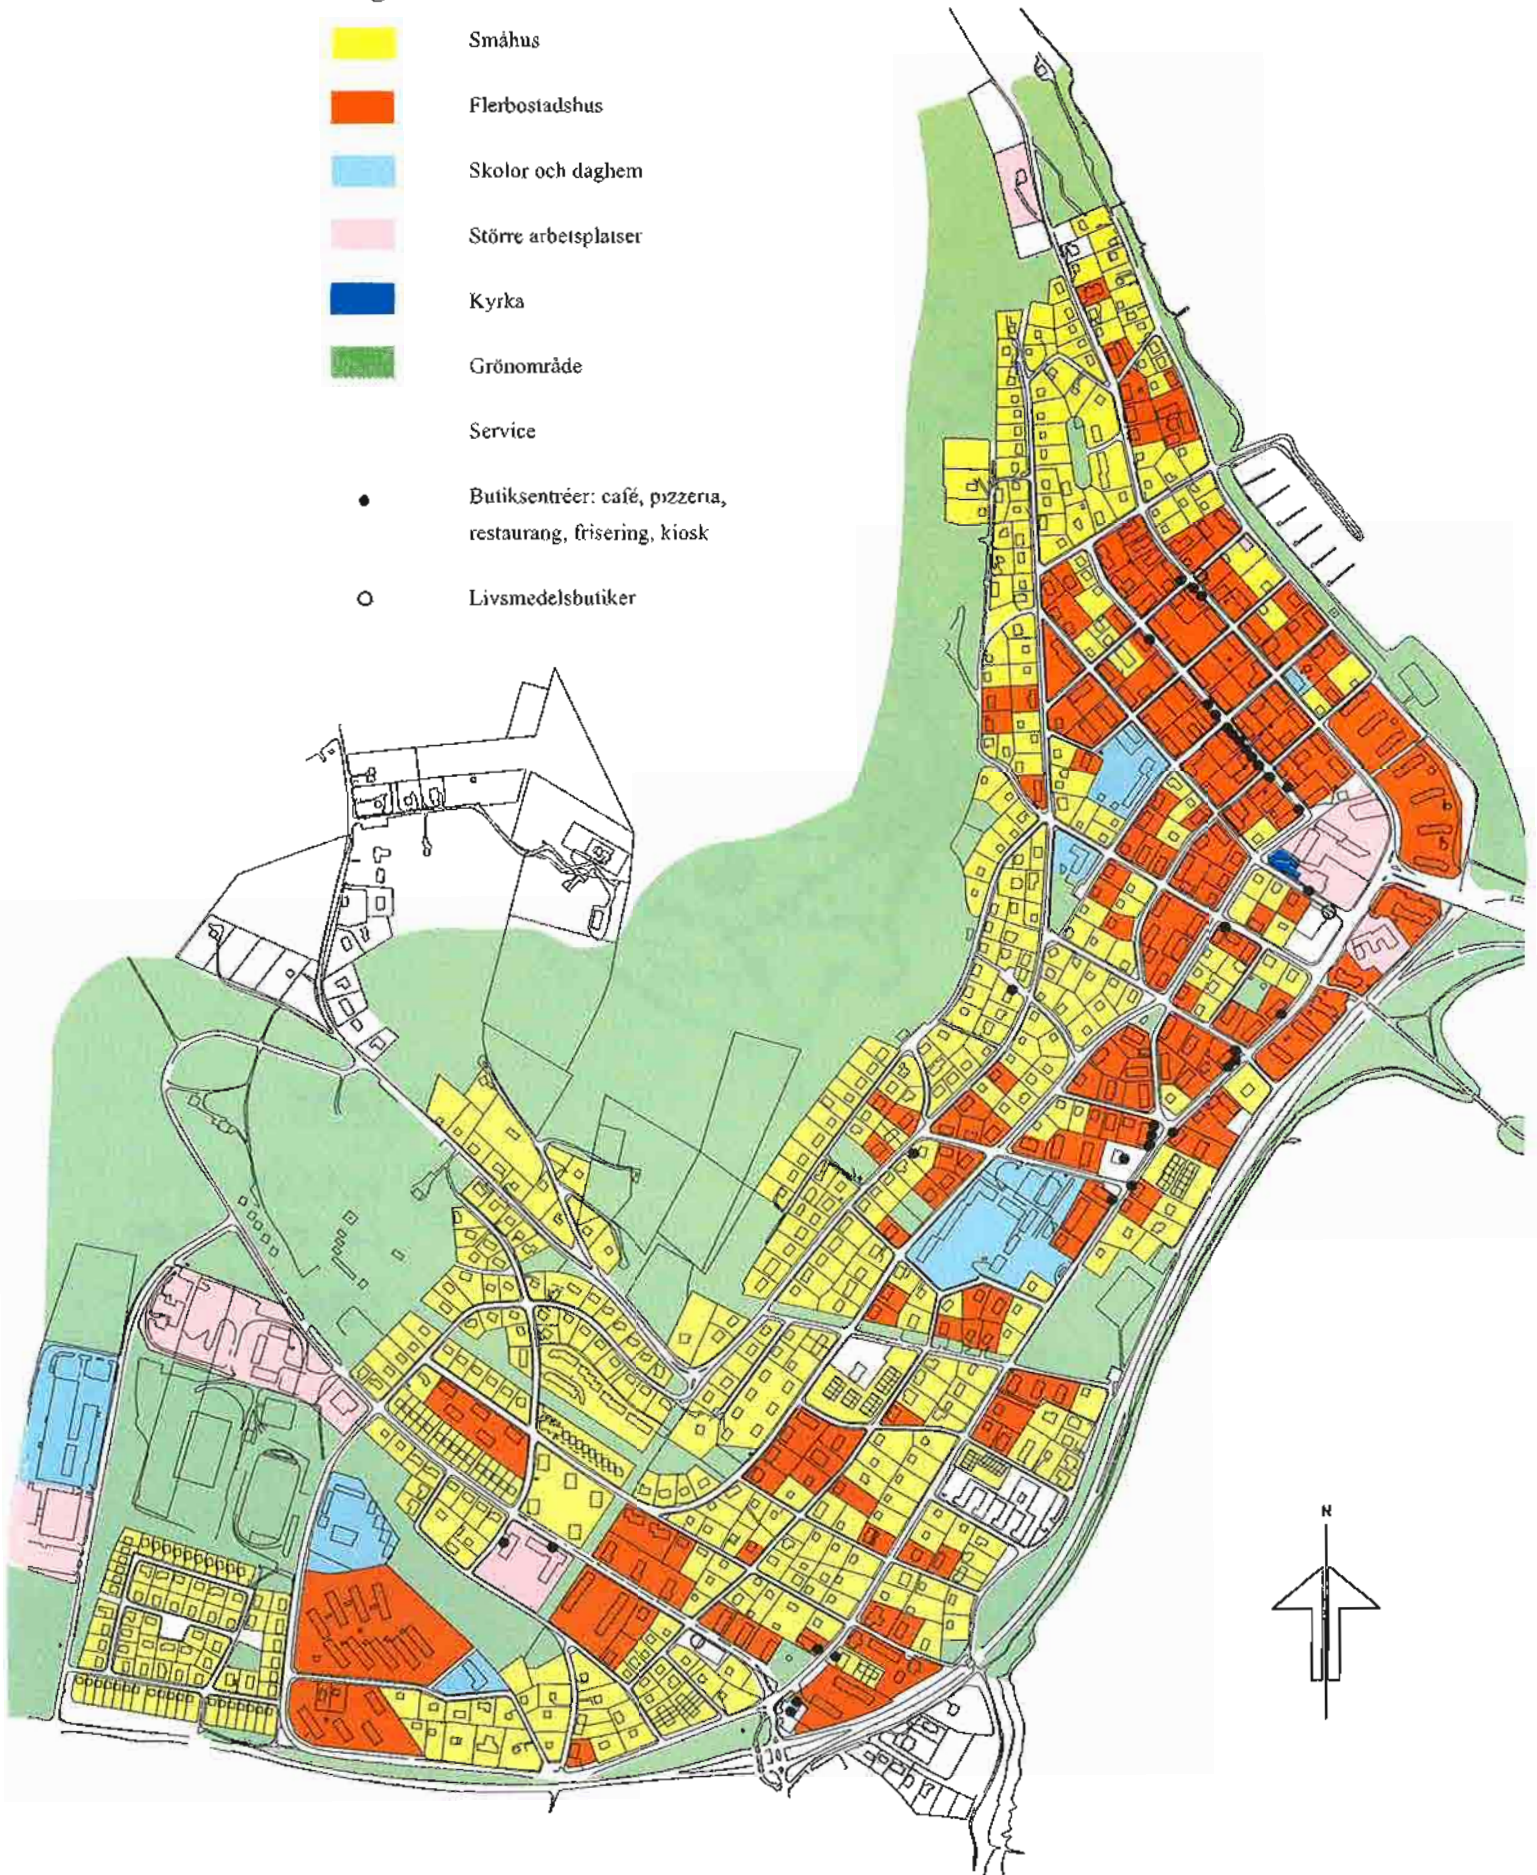 Småhus
Flerbostadshus
Skolor och daghem
Större arbetsplatser
Kyrka
Grönområde
Service
Butiksentréer: café, pizzeria,
restaurang, frisering, kiosk
Livsmedelsbutiker
N